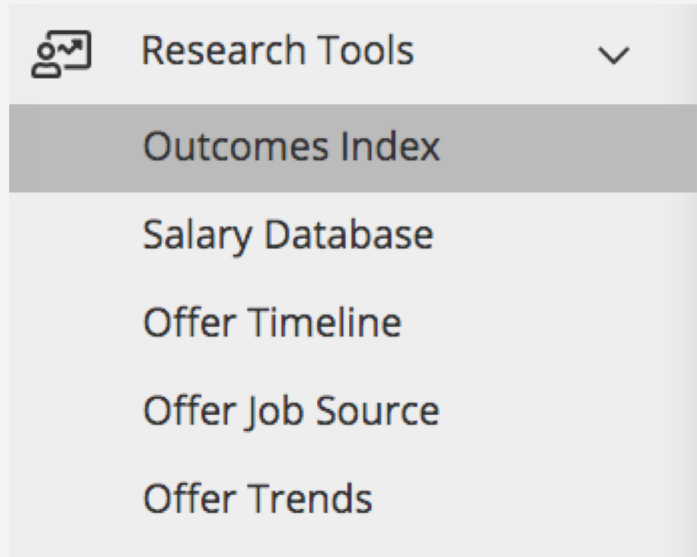 Research Tools
Outcomes Index
Salary Database
Offer Timeline
Offer Job Source
Offer Trends